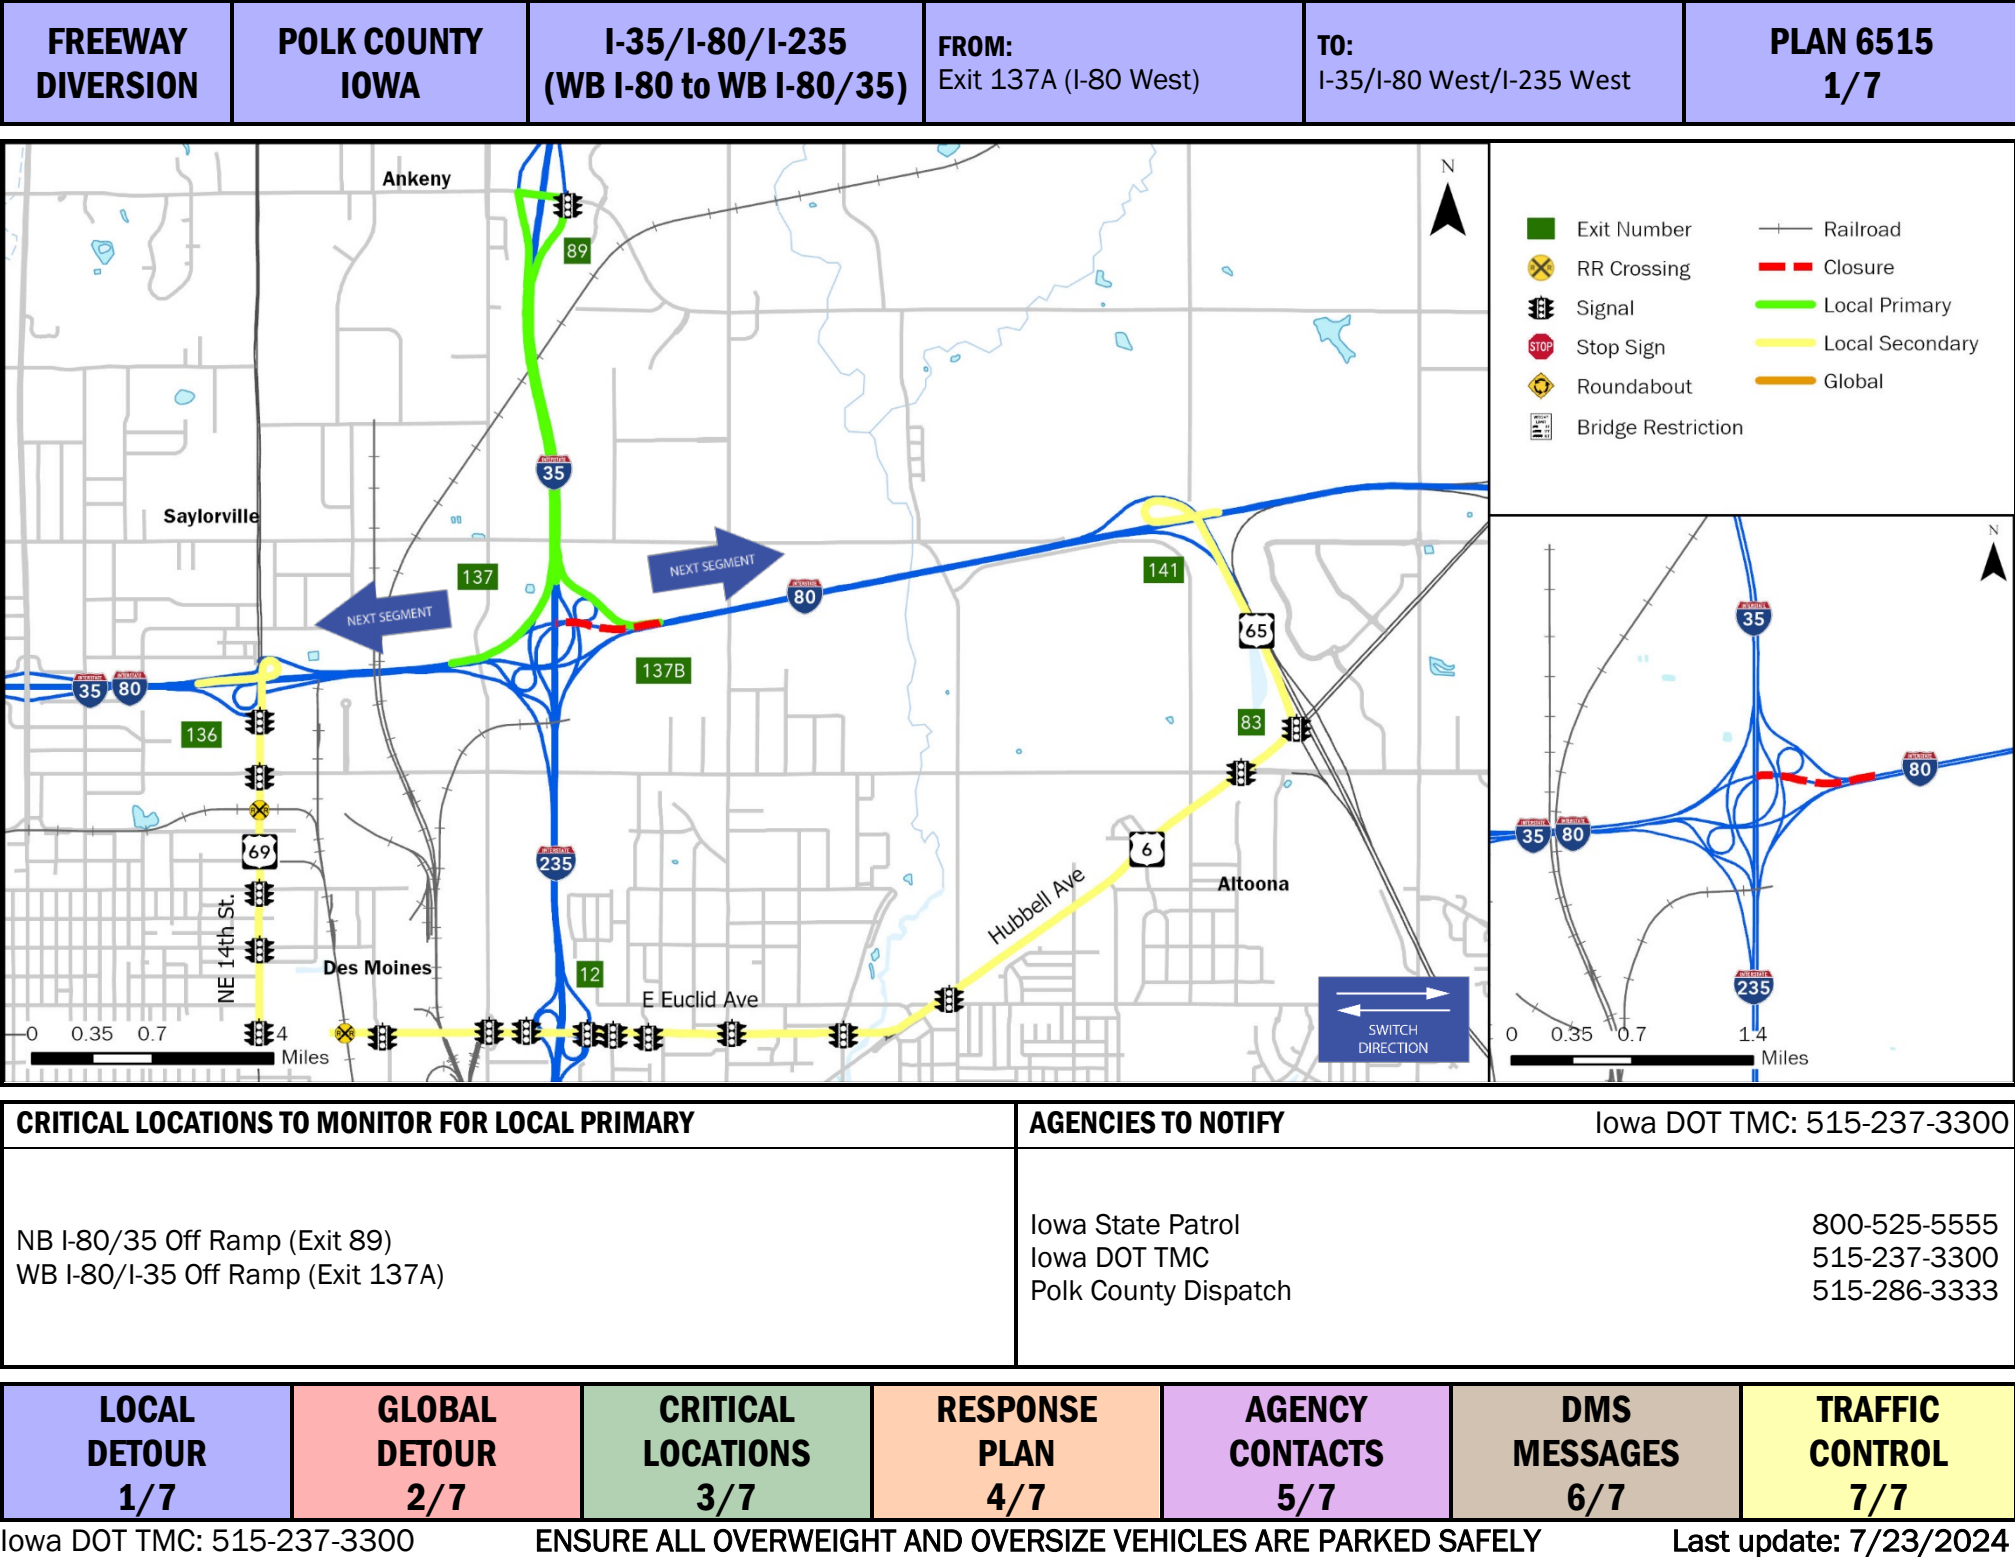 FREEWAY
DIVERSION
POLK COUNTY
IOWA
I-35/I-80/I-235
(WB I-80 to WB I-80/35)
FROM:
Exit 137A (I-80 West)
TO:
I-35/I-80 West/I-235 West
PLAN 6515
1/7
Ankeny
89
35
Saylorville
137
NEXT SEGMENT
NEXT SEGMENT
80
141
65
137B
35 80
136
83
69
235
6
Altoona
Hubbell Ave
NE 14th St.
Des Moines
12
E Euclid Ave
0 0.35 0.7 4
Miles
SWITCH
DIRECTION
N
Exit Number
RR Crossing
Signal
STOP
Stop Sign
Roundabout
Bridge Restriction
Railroad
Closure
Local Primary
Local Secondary
Global
N
35
80
35 80
235
0 0.35 0.7 1.4
Miles
CRITICAL LOCATIONS TO MONITOR FOR LOCAL PRIMARY
NB I-80/35 Off Ramp (Exit 89)
WB I-80/I-35 Off Ramp (Exit 137A)
AGENCIES TO NOTIFY Iowa DOT TMC: 515-237-3300
Iowa State Patrol 800-525-5555
Iowa DOT TMC 515-237-3300
Polk County Dispatch 515-286-3333
LOCAL
DETOUR
1/7
GLOBAL
DETOUR
2/7
CRITICAL
LOCATIONS
3/7
RESPONSE
PLAN
4/7
AGENCY
CONTACTS
5/7
DMS
MESSAGES
6/7
TRAFFIC
CONTROL
7/7
Iowa DOT TMC: 515-237-3300 ENSURE ALL OVERWEIGHT AND OVERSIZE VEHICLES ARE PARKED SAFELY Last update: 7/23/2024